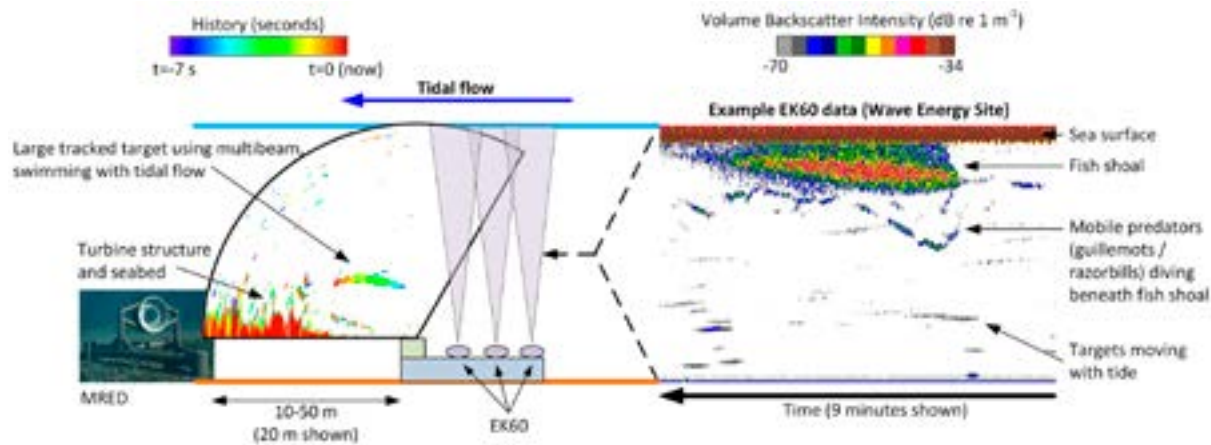 History (seconds)
t=-7 s
t=0 (now)
Volume Backscatter Intensity (dB re 1 m⁻¹)
-70
-34
Tidal flow
Example EK60 data (Wave Energy Site)
Large tracked target using multibeam,
swimming with tidal flow
Turbine structure
and seabed
MRED
10-50 m
(20 m shown)
EK60
Sea surface
Fish shoal
Mobile predators
(guillemots /
razorbills) diving
beneath fish shoal
Targets moving
with tide
Time (9 minutes shown)